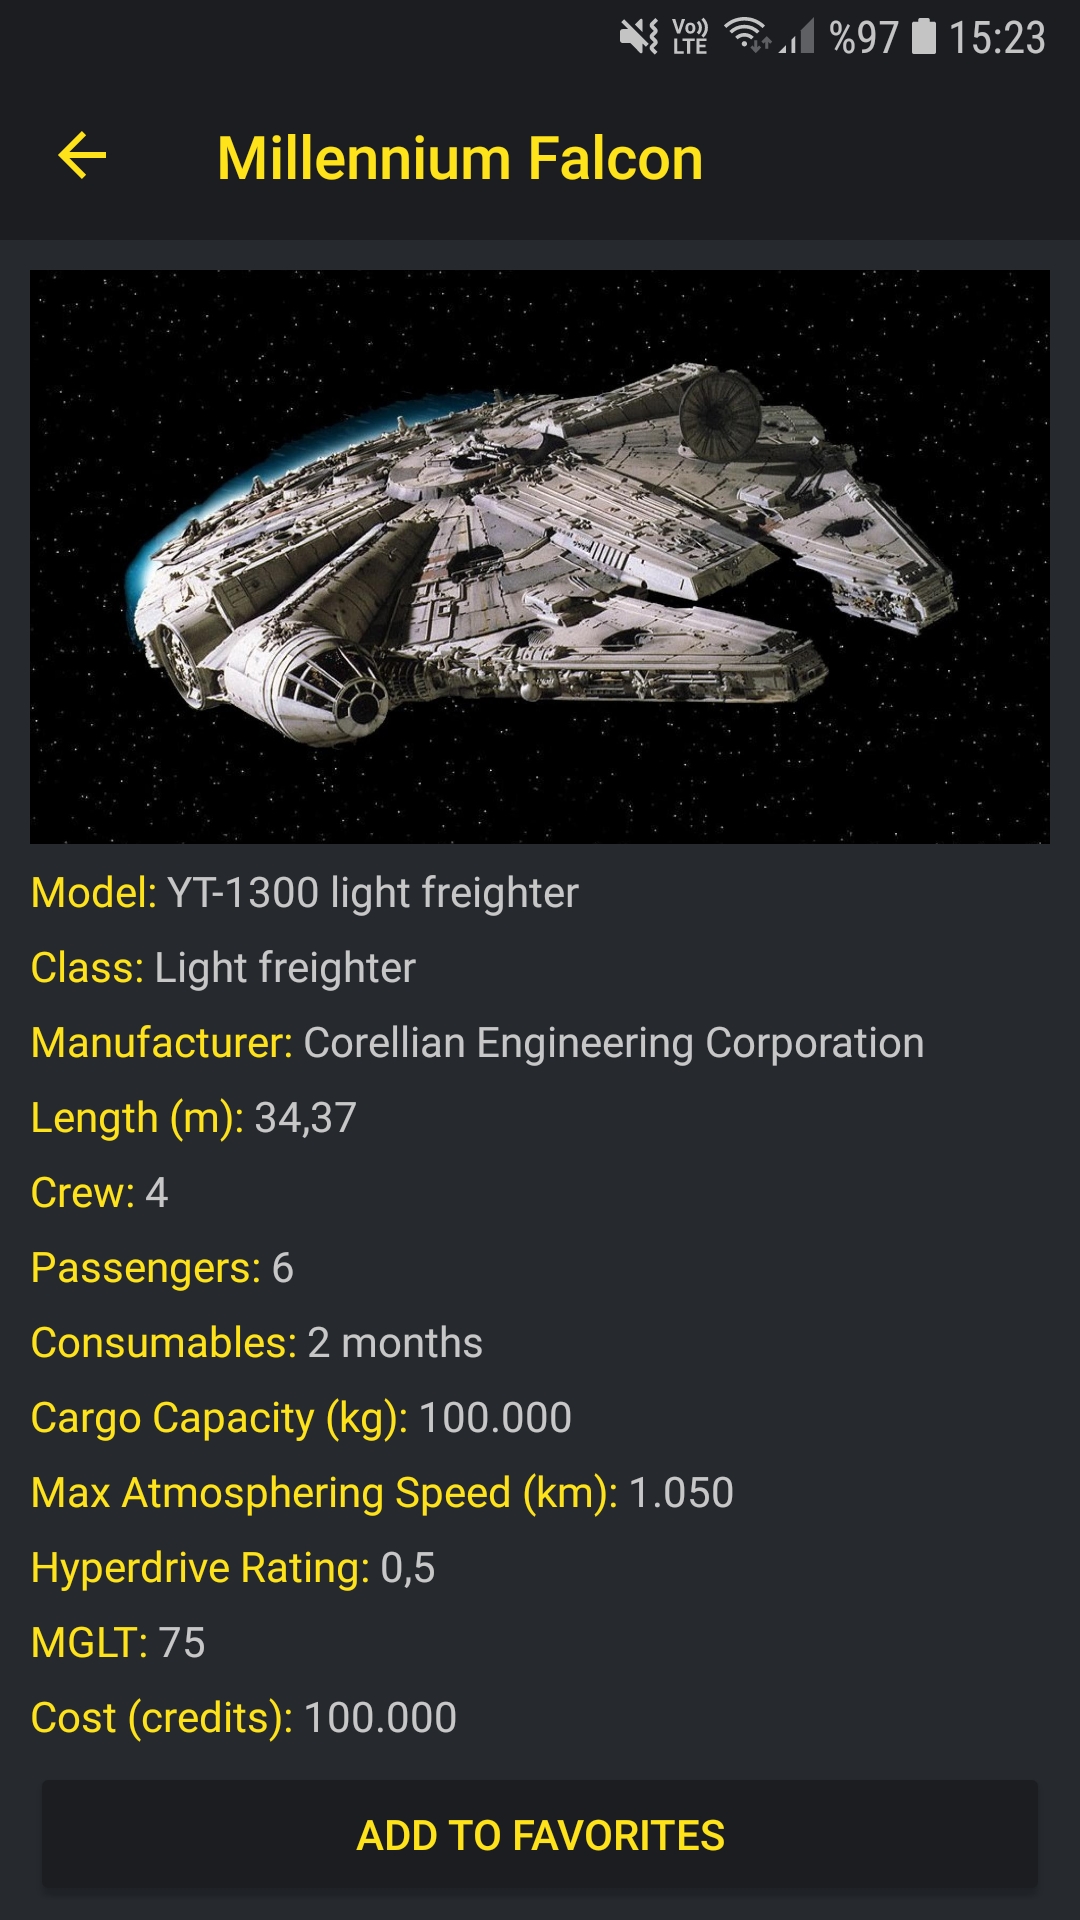 Vo)) LTE %97 15:23
Millennium Falcon
Model: YT-1300 light freighter
Class: Light freighter
Manufacturer: Corellian Engineering Corporation
Length (m): 34,37
Crew: 4
Passengers: 6
Consumables: 2 months
Cargo Capacity (kg): 100.000
Max Atmosphering Speed (km): 1.050
Hyperdrive Rating: 0,5
MGLT: 75
Cost (credits): 100.000
ADD TO FAVORITES